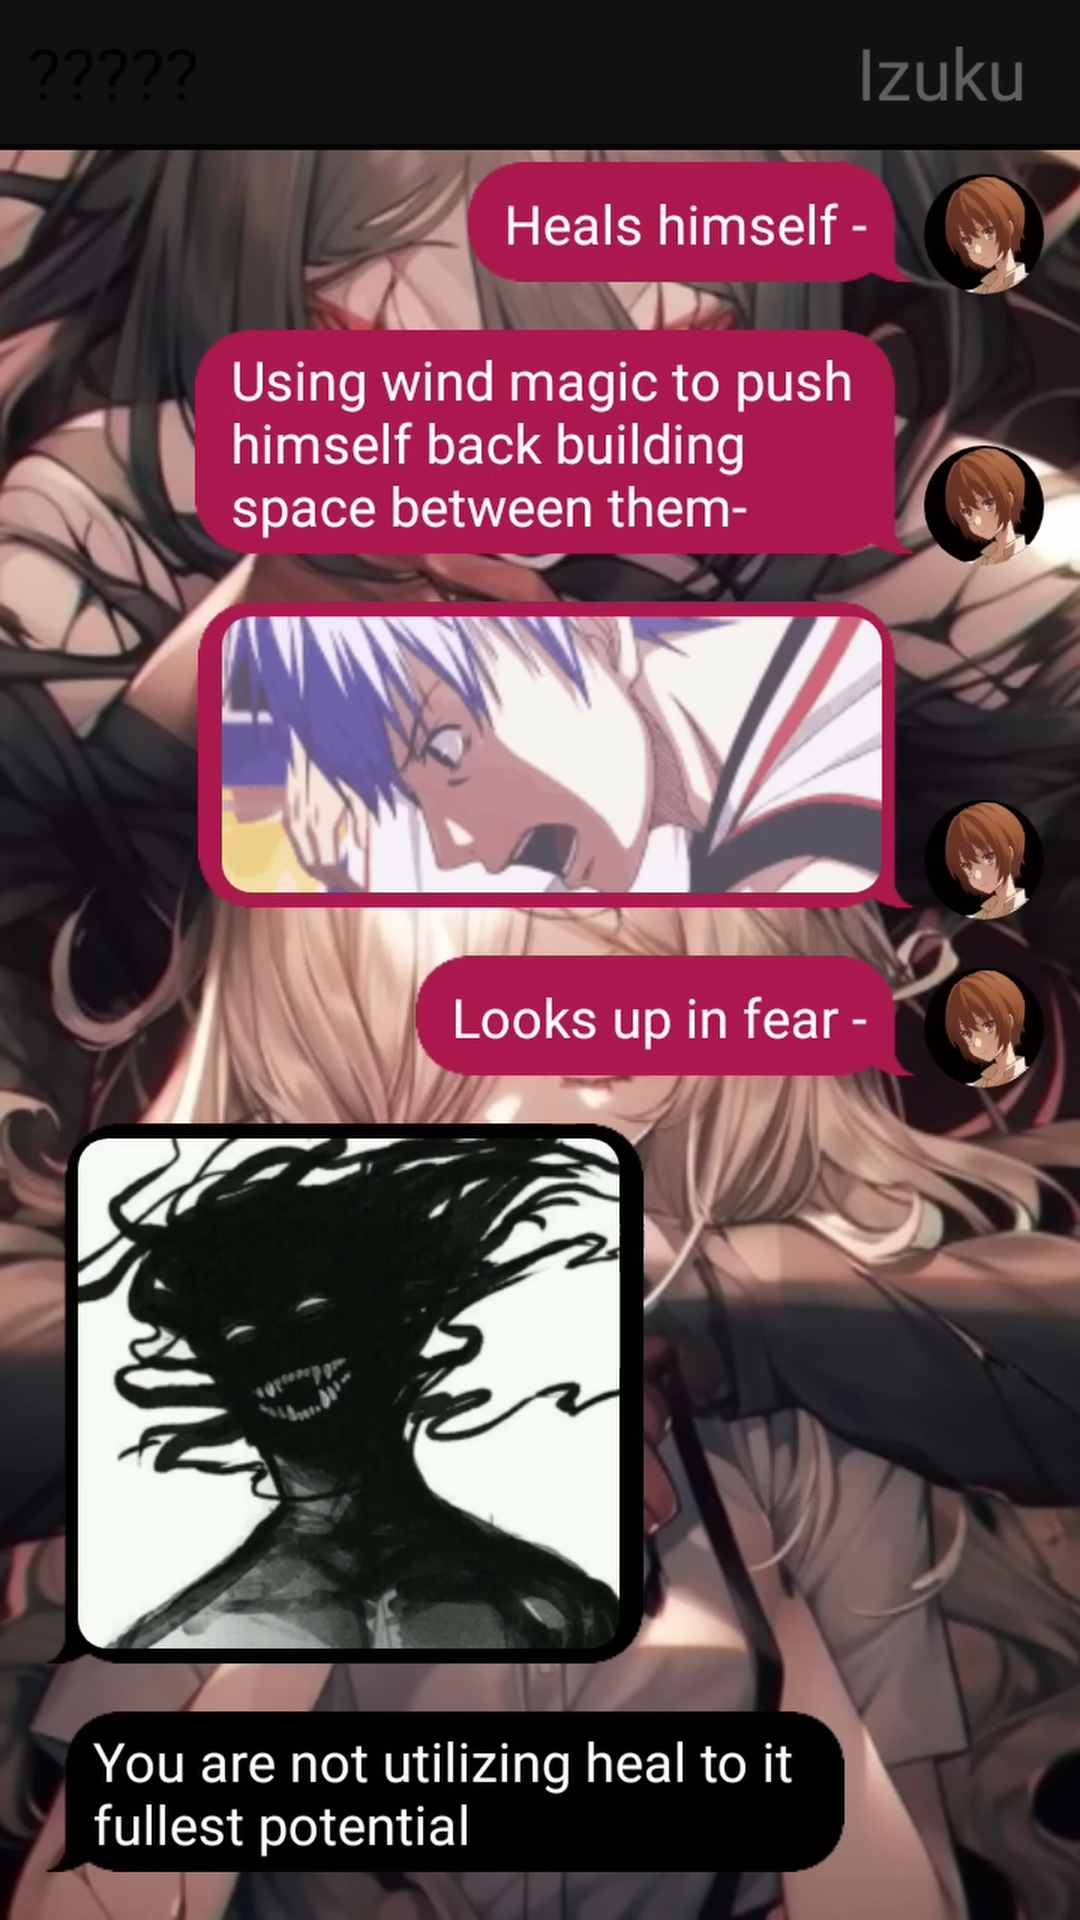 ?????
Izuku
Heals himself -
Using wind magic to push
himself back building
space between them-
Looks up in fear -
You are not utilizing heal to it
fullest potential